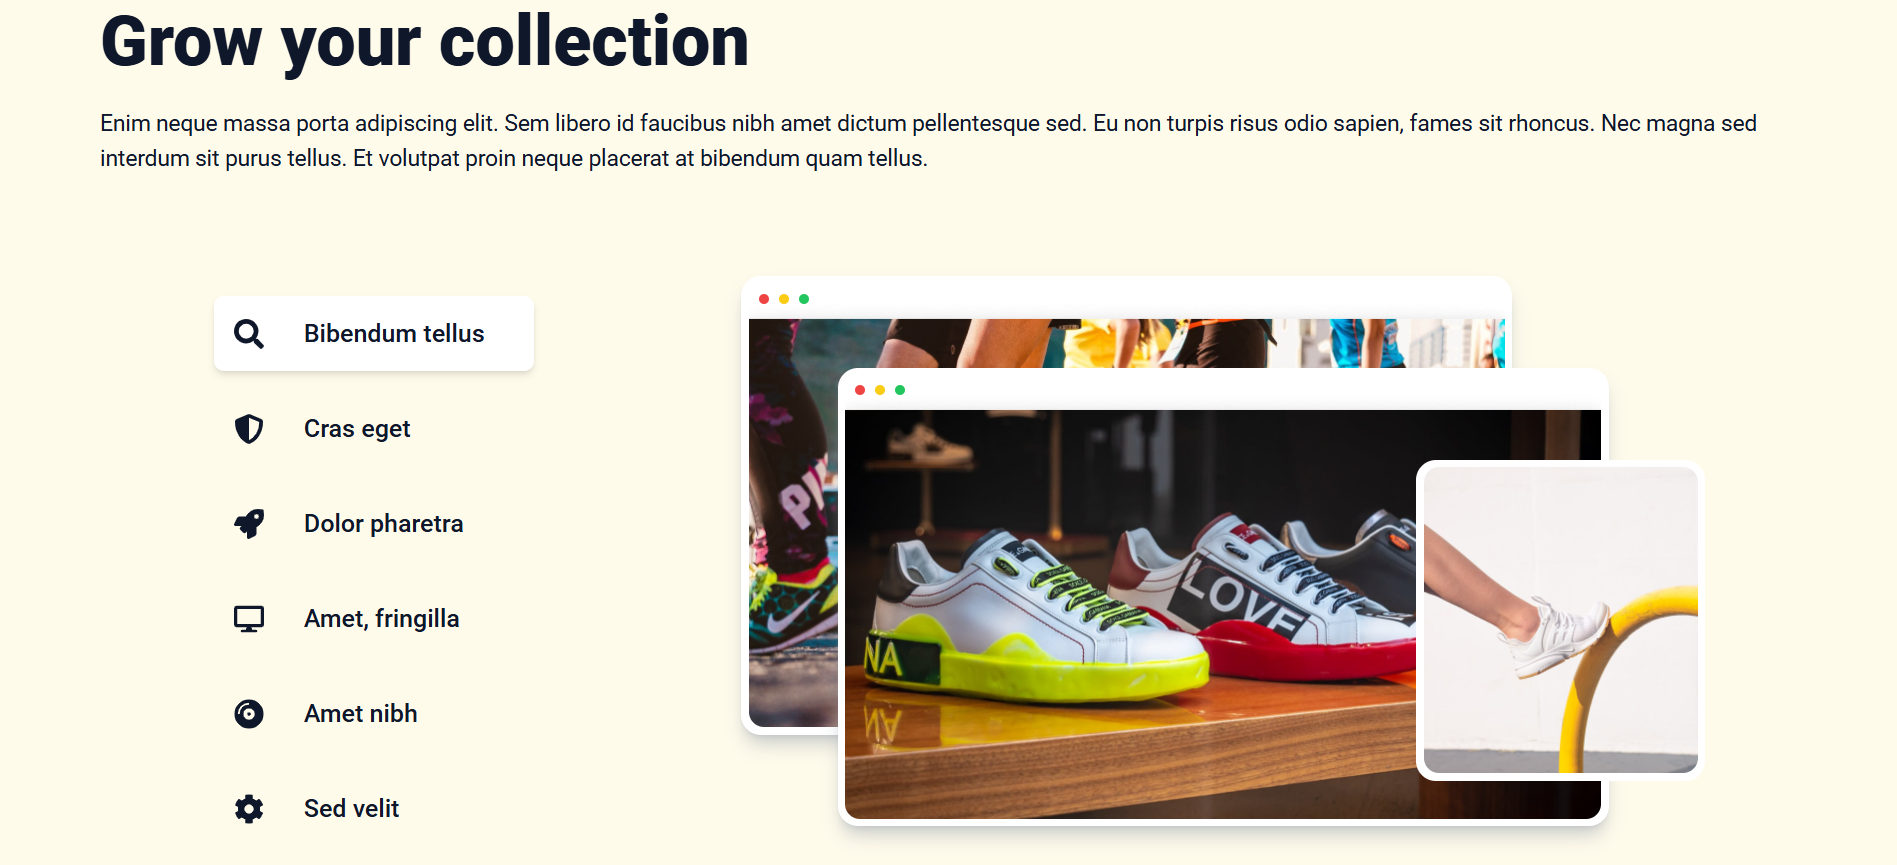 Grow your collection
Enim neque massa porta adipiscing elit. Sem libero id faucibus nibh amet dictum pellentesque sed. Eu non turpis risus odio sapien, fames sit rhoncus. Nec magna sed
interdum sit purus tellus. Et volutpat proin neque placerat at bibendum quam tellus.
Bibendum tellus
Cras eget
Dolor pharetra
Amet, fringilla
Amet nibh
Sed velit
LOVE
NA